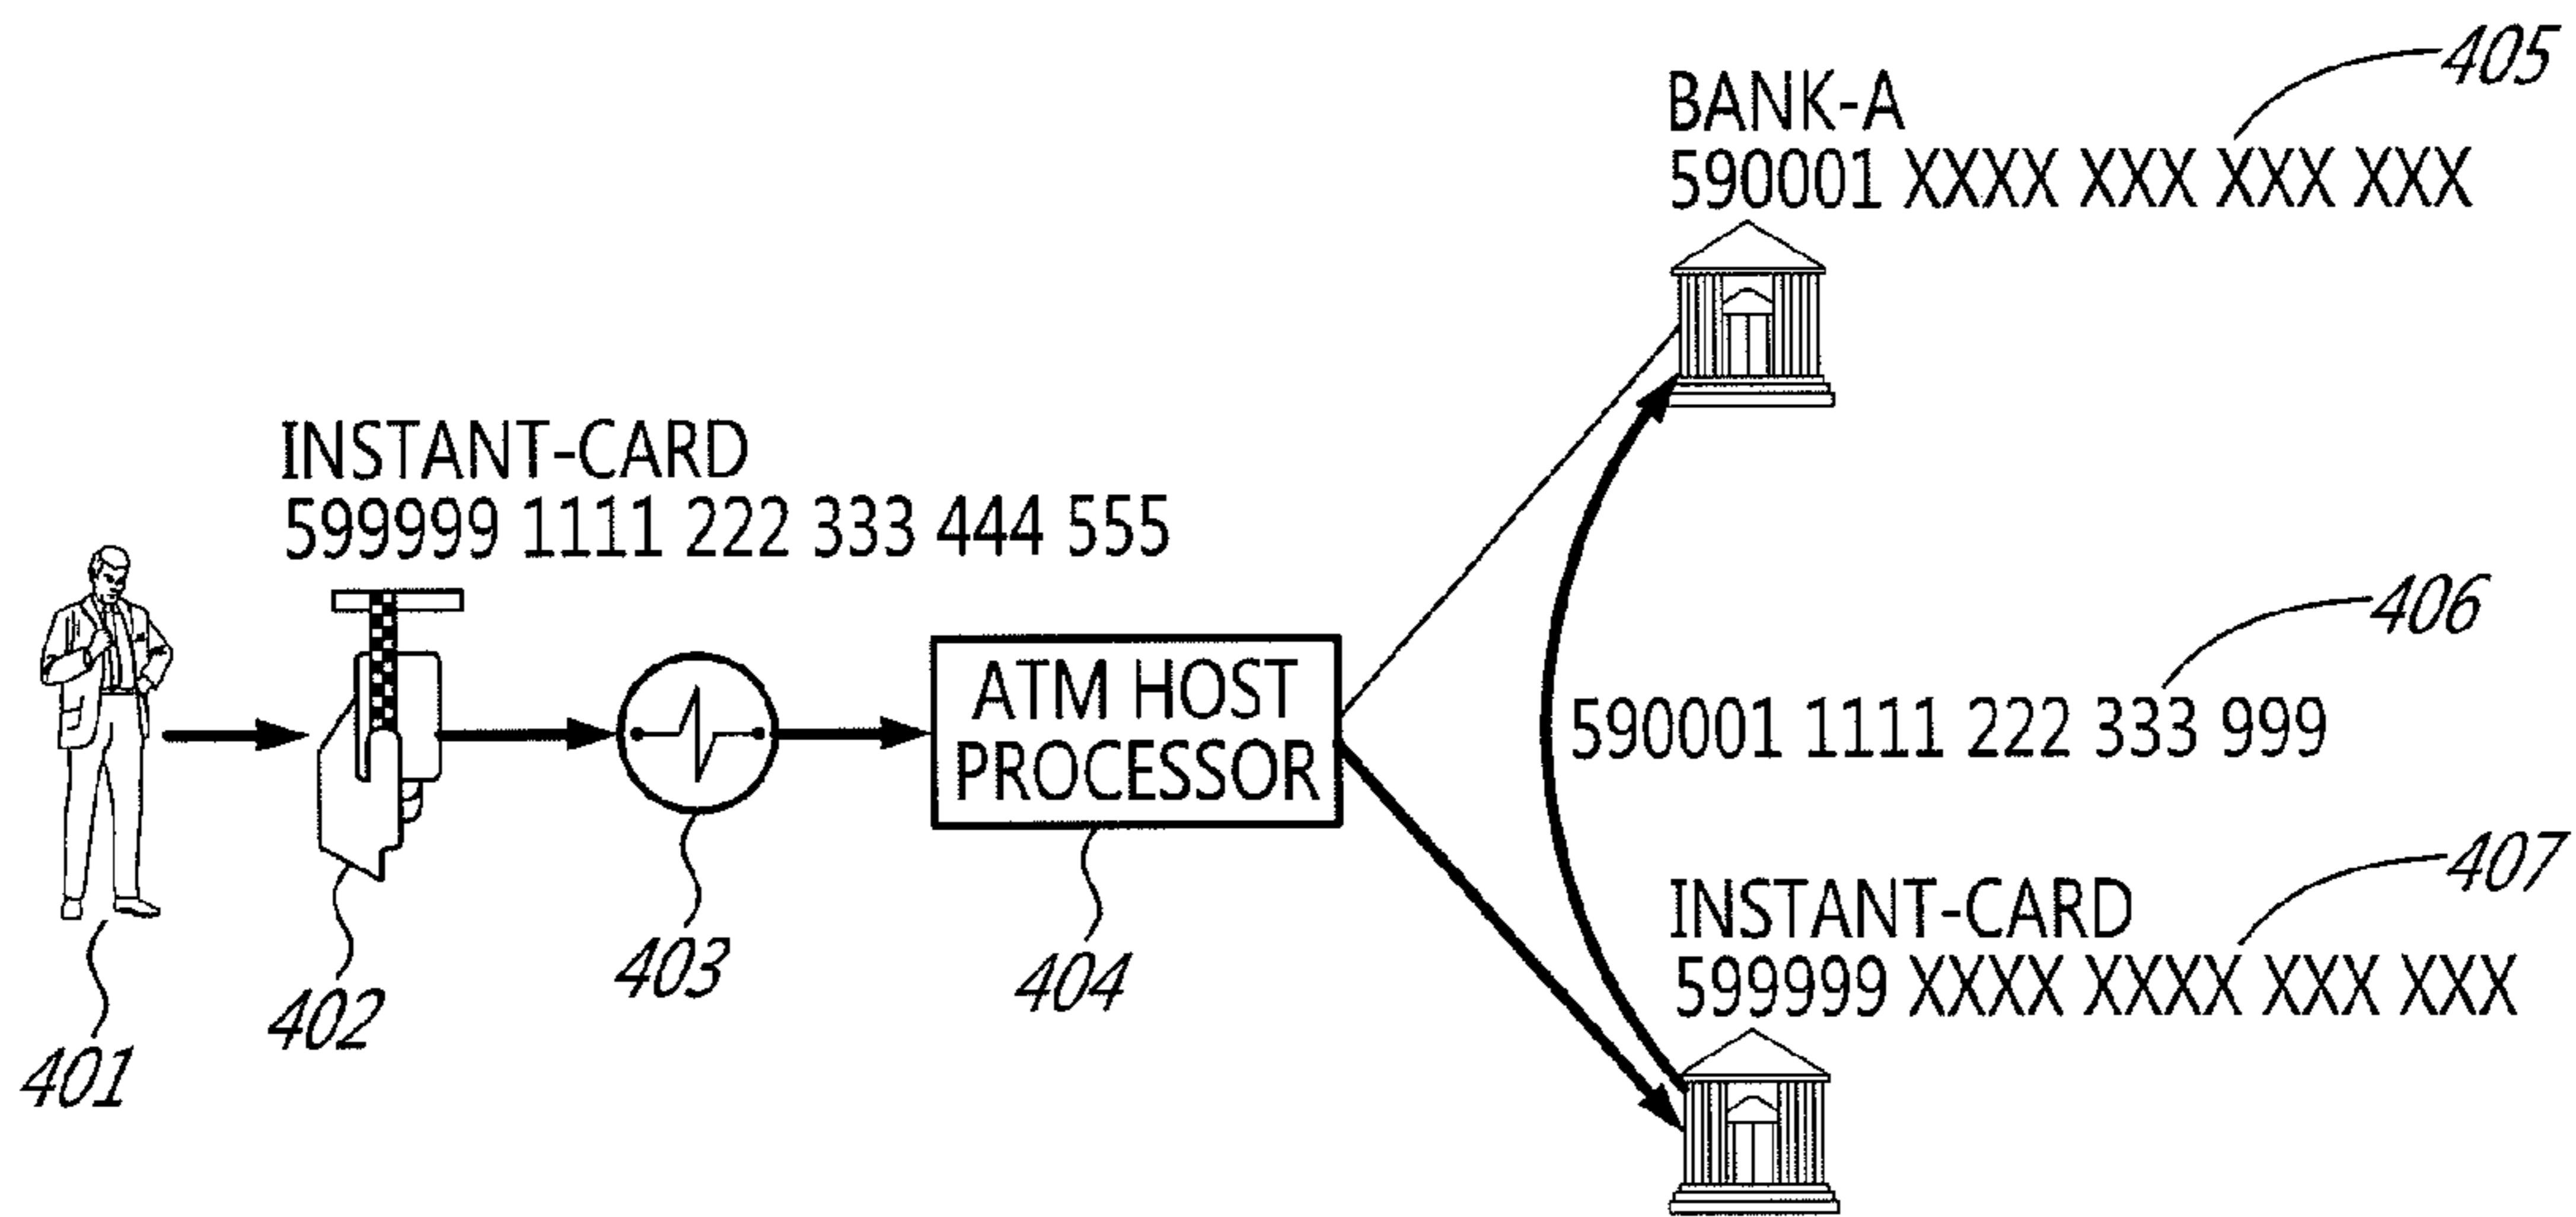 405
BANK-A
590001 XXXX XXX XXX XXX
INSTANT-CARD
599999 1111 222 333 444 555
406
ATM HOST
PROCESSOR
590001 1111 222 333 999
407
INSTANT-CARD
599999 XXXX XXXX XXX XXX
401
402
403
404